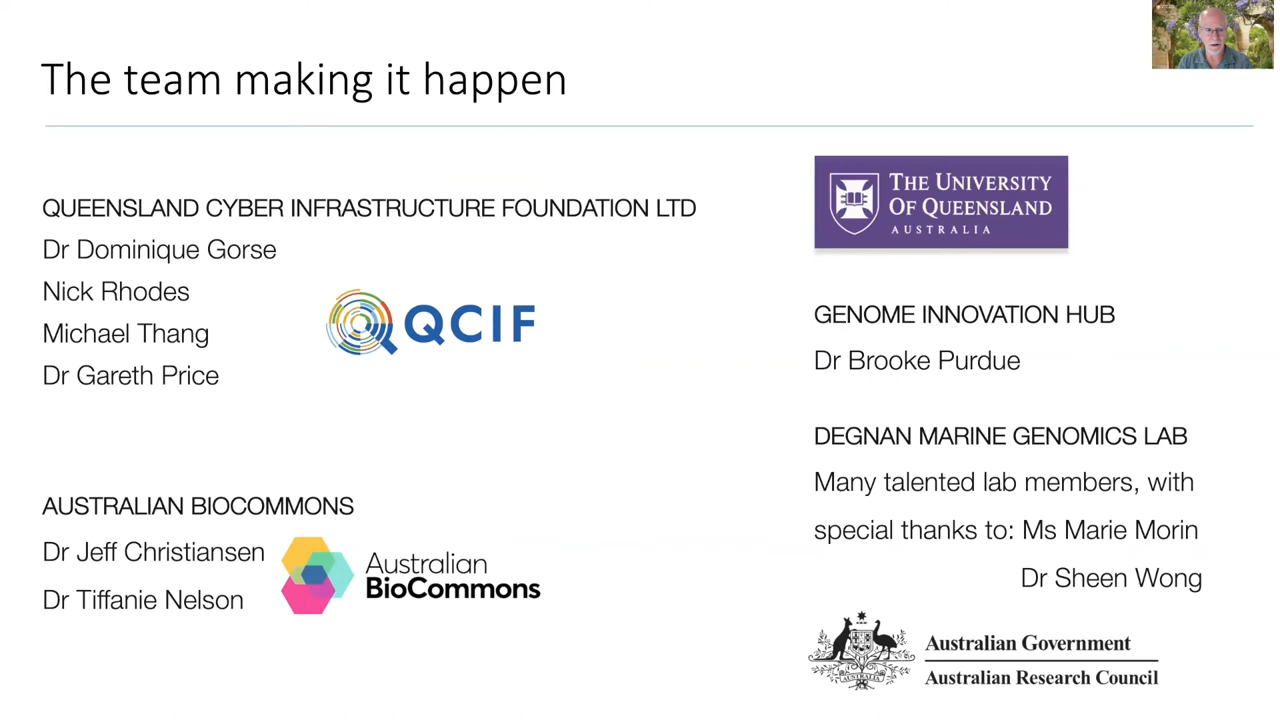 The team making it happen
QUEENSLAND CYBER INFRASTRUCTURE FOUNDATION LTD
Dr Dominique Gorse
Nick Rhodes
Michael Thang
Dr Gareth Price
QCIF
AUSTRALIAN BIOCOMMONS
Dr Jeff Christiansen
Dr Tiffanie Nelson
Australian
BioCommons
THE UNIVERSITY
OF QUEENSLAND
AUSTRALIA
GENOME INNOVATION HUB
Dr Brooke Purdue
DEGNAN MARINE GENOMICS LAB
Many talented lab members, with
special thanks to: Ms Marie Morin
Dr Sheen Wong
Australian Government
Australian Research Council